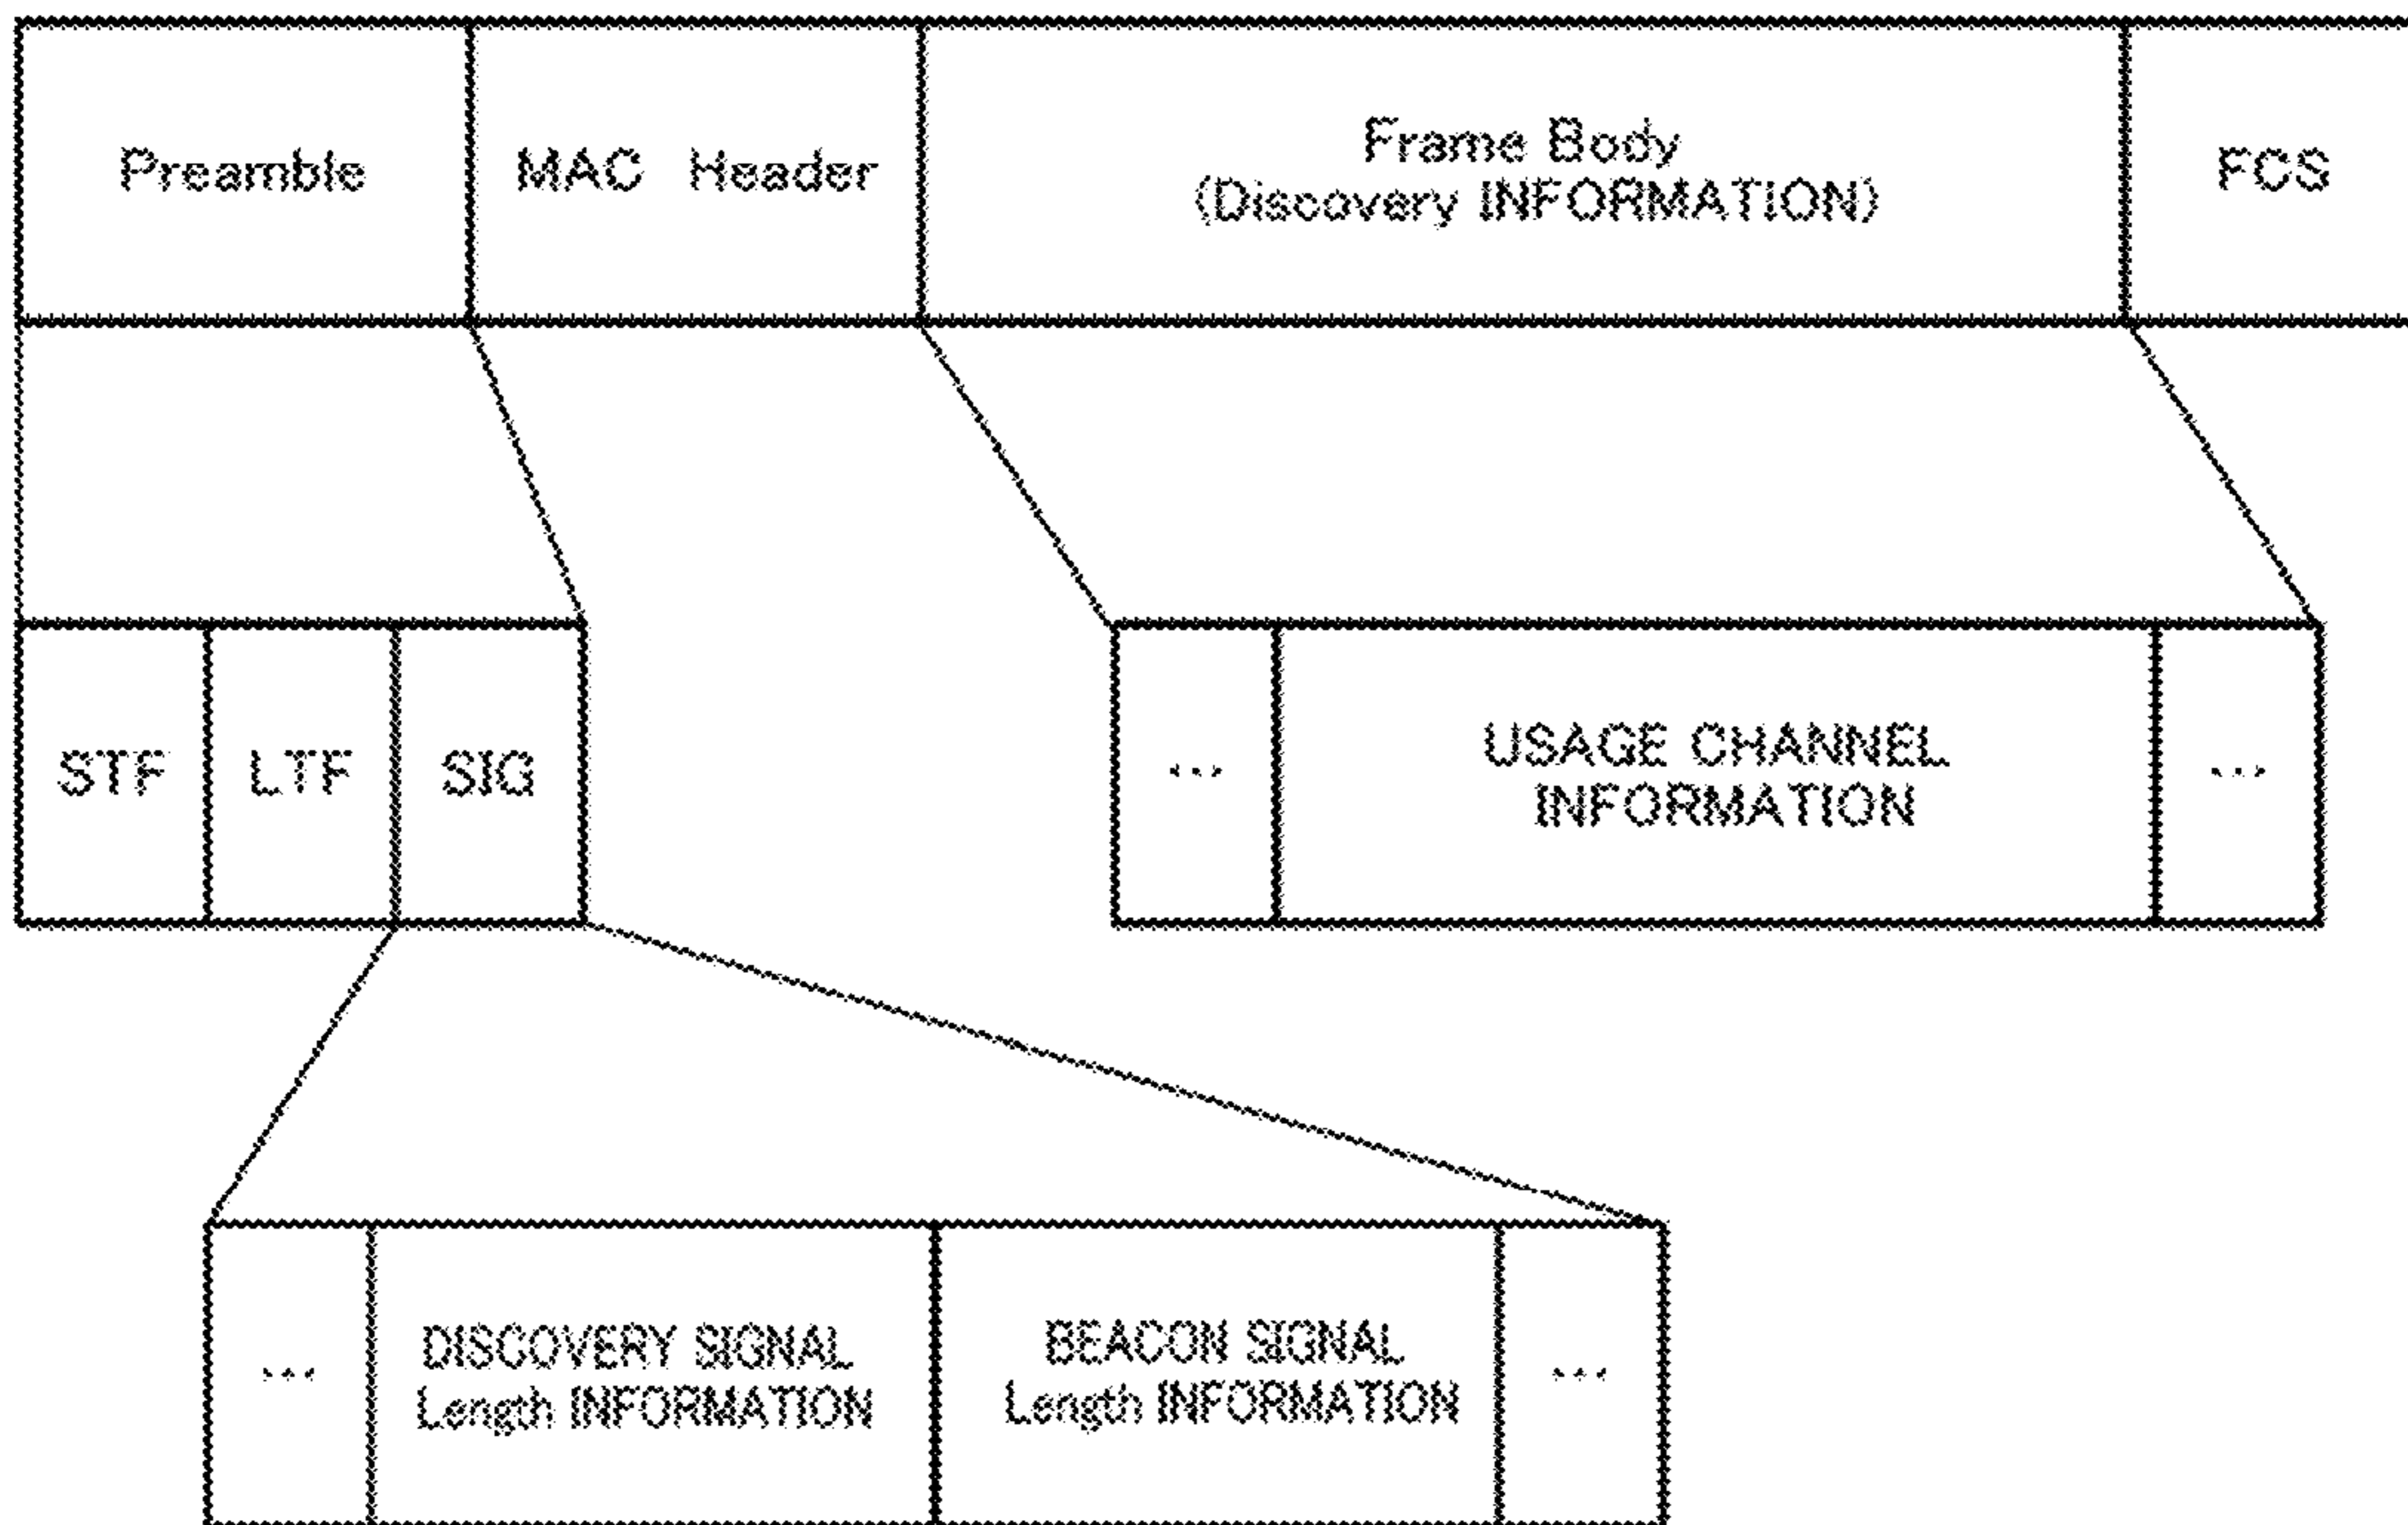 Preamble
MAC Header
Frame Body
(Discovery INFORMATION)
FCS
STF
LTF
SIG
...
USAGE CHANNEL
INFORMATION
...
...
DISCOVERY SIGNAL
Length INFORMATION
BEACON SIGNAL
Length INFORMATION
...